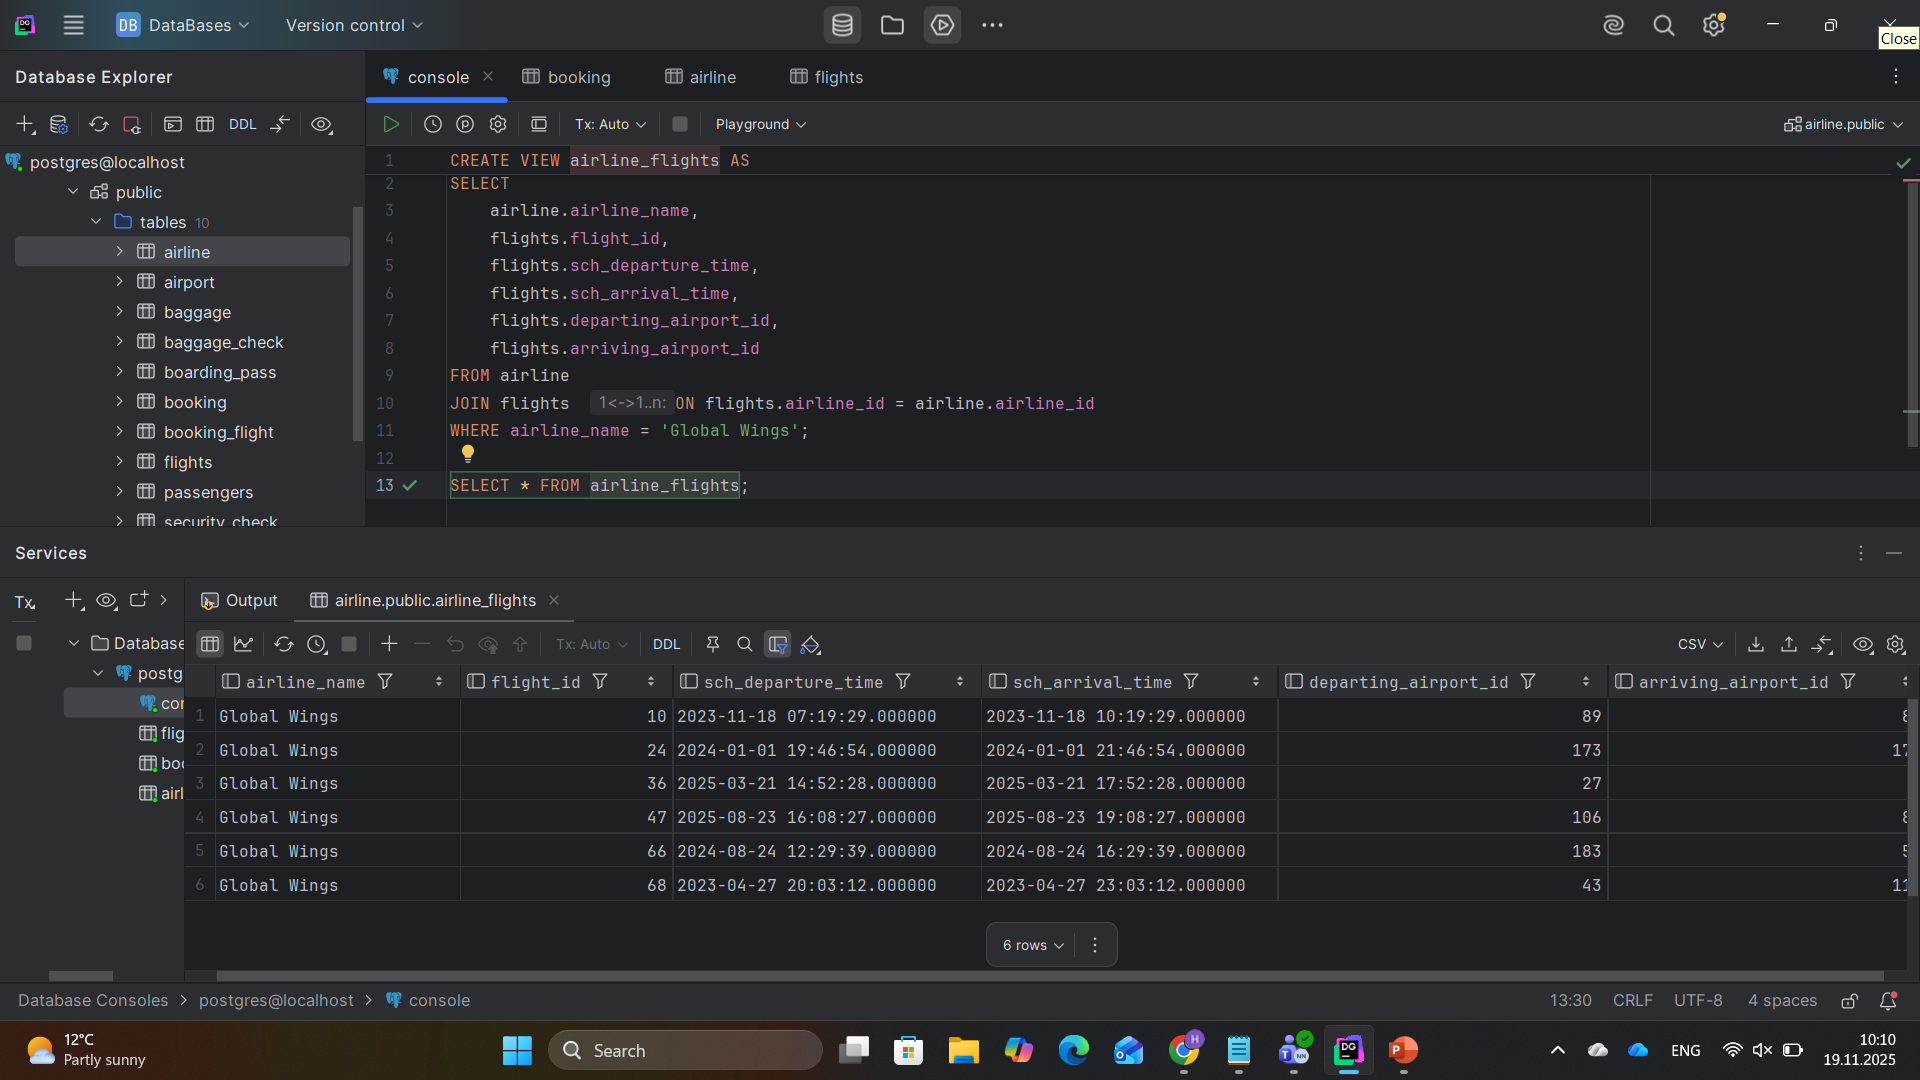 DB DataBases
Version control
Close
Database Explorer
console
booking
airline
flights
DDL
Tx: Auto
Playground
airline.public
postgres@localhost
public
tables 10
airline
airport
baggage
baggage_check
boarding_pass
booking
booking_flight
flights
passengers
security_check
1 CREATE VIEW airline_flights AS
2 SELECT
3 airline.airline_name,
4 flights.flight_id,
5 flights.sch_departure_time,
6 flights.sch_arrival_time,
7 flights.departing_airport_id,
8 flights.arriving_airport_id
9 FROM airline
10 JOIN flights 1<->1..n: ON flights.airline_id = airline.airline_id
11 WHERE airline_name = 'Global Wings';
12
13 SELECT * FROM airline_flights;
Services
Tx
Database
postg
con
flig
boo
airl
Output
airline.public.airline_flights
Tx: Auto
DDL
CSV
airline_name flight_id sch_departure_time sch_arrival_time departing_airport_id arriving_airport_id
1 Global Wings 10 2023-11-18 07:19:29.000000 2023-11-18 10:19:29.000000 89 8
2 Global Wings 24 2024-01-01 19:46:54.000000 2024-01-01 21:46:54.000000 173 17
3 Global Wings 36 2025-03-21 14:52:28.000000 2025-03-21 17:52:28.000000 27
4 Global Wings 47 2025-08-23 16:08:27.000000 2025-08-23 19:08:27.000000 106 8
5 Global Wings 66 2024-08-24 12:29:39.000000 2024-08-24 16:29:39.000000 183 5
6 Global Wings 68 2023-04-27 20:03:12.000000 2023-04-27 23:03:12.000000 43 11
6 rows
Database Consoles > postgres@localhost > console
13:30 CRLF UTF-8 4 spaces
12°C
Partly sunny
Search
ENG
10:10
19.11.2025